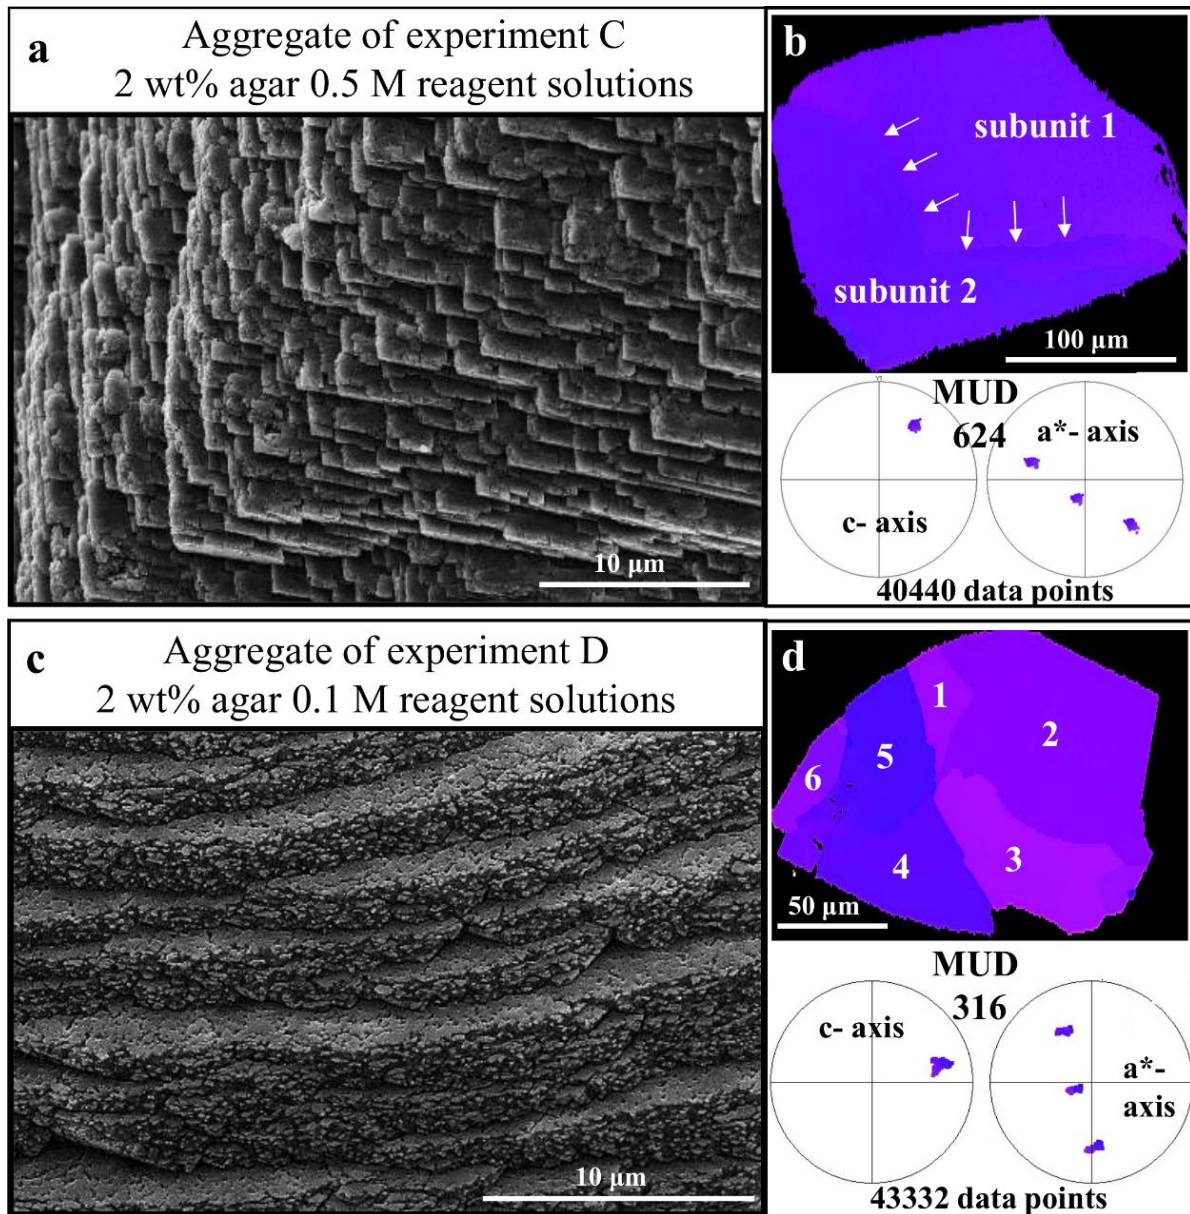 a
Aggregate of experiment C
2 wt% agar 0.5 M reagent solutions
10 µm
b
subunit 1
subunit 2
100 µm
MUD
624
a*- axis
c- axis
40440 data points
c
Aggregate of experiment D
2 wt% agar 0.1 M reagent solutions
10 µm
d
1
2
5
6
3
4
50 µm
MUD
316
c- axis
a*-
axis
43332 data points